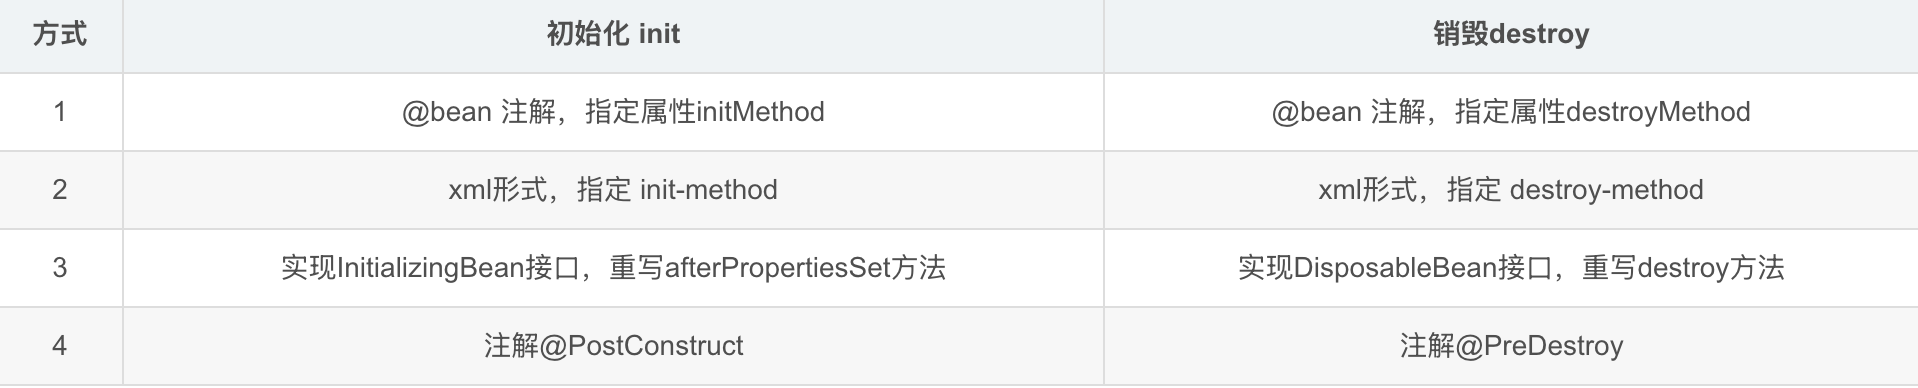 方式 初始化 init 销毁destroy
1 @bean 注解，指定属性initMethod @bean 注解，指定属性destroyMethod
2 xml形式，指定 init-method xml形式，指定 destroy-method
3 实现InitializingBean接口，重写afterPropertiesSet方法 实现DisposableBean接口，重写destroy方法
4 注解@PostConstruct 注解@PreDestroy